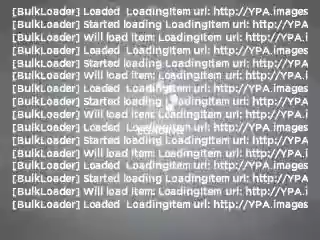 [BulkLoader] Loaded  LoadingItem url: http://YPA.images
[BulkLoader] Started loading LoadingItem url: http://YPA
[BulkLoader] Will load Item: LoadingItem url: http://YPA.i
[BulkLoader] Loaded  LoadingItem url: http://YPA.images
[BulkLoader] Started loading LoadingItem url: http://YPA
[BulkLoader] Will load Item: LoadingItem url: http://YPA.i
[BulkLoader] Loaded  LoadingItem url: http://YPA.images
[BulkLoader] Started loading LoadingItem url: http://YPA
[BulkLoader] Will load Item: LoadingItem url: http://YPA.i
[BulkLoader] Loaded  LoadingItem url: http://YPA.images
LOADING
[BulkLoader] Started loading LoadingItem url: http://YPA
[BulkLoader] Will load Item: LoadingItem url: http://YPA.i
[BulkLoader] Loaded  LoadingItem url: http://YPA.images
[BulkLoader] Started loading LoadingItem url: http://YPA
[BulkLoader] Will load Item: LoadingItem url: http://YPA.i
[BulkLoader] Loaded  LoadingItem url: http://YPA.images